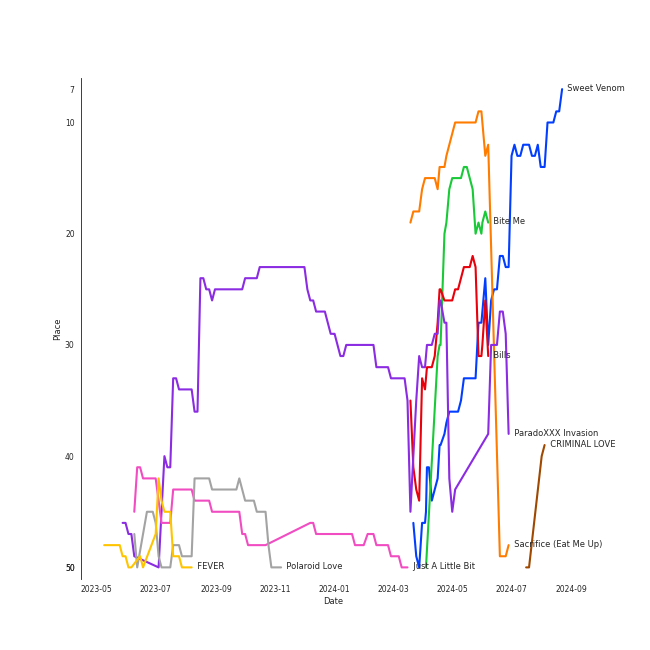 7
Sweet Venom
10
20
Bite Me
Place
30
Bills
ParadoXXX Invasion
40
CRIMINAL LOVE
Sacrifice (Eat Me Up)
50
FEVER
Polaroid Love
Just A Little Bit
2023-05 2023-07 2023-09 2023-11 2024-01 2024-03 2024-05 2024-07 2024-09
Date